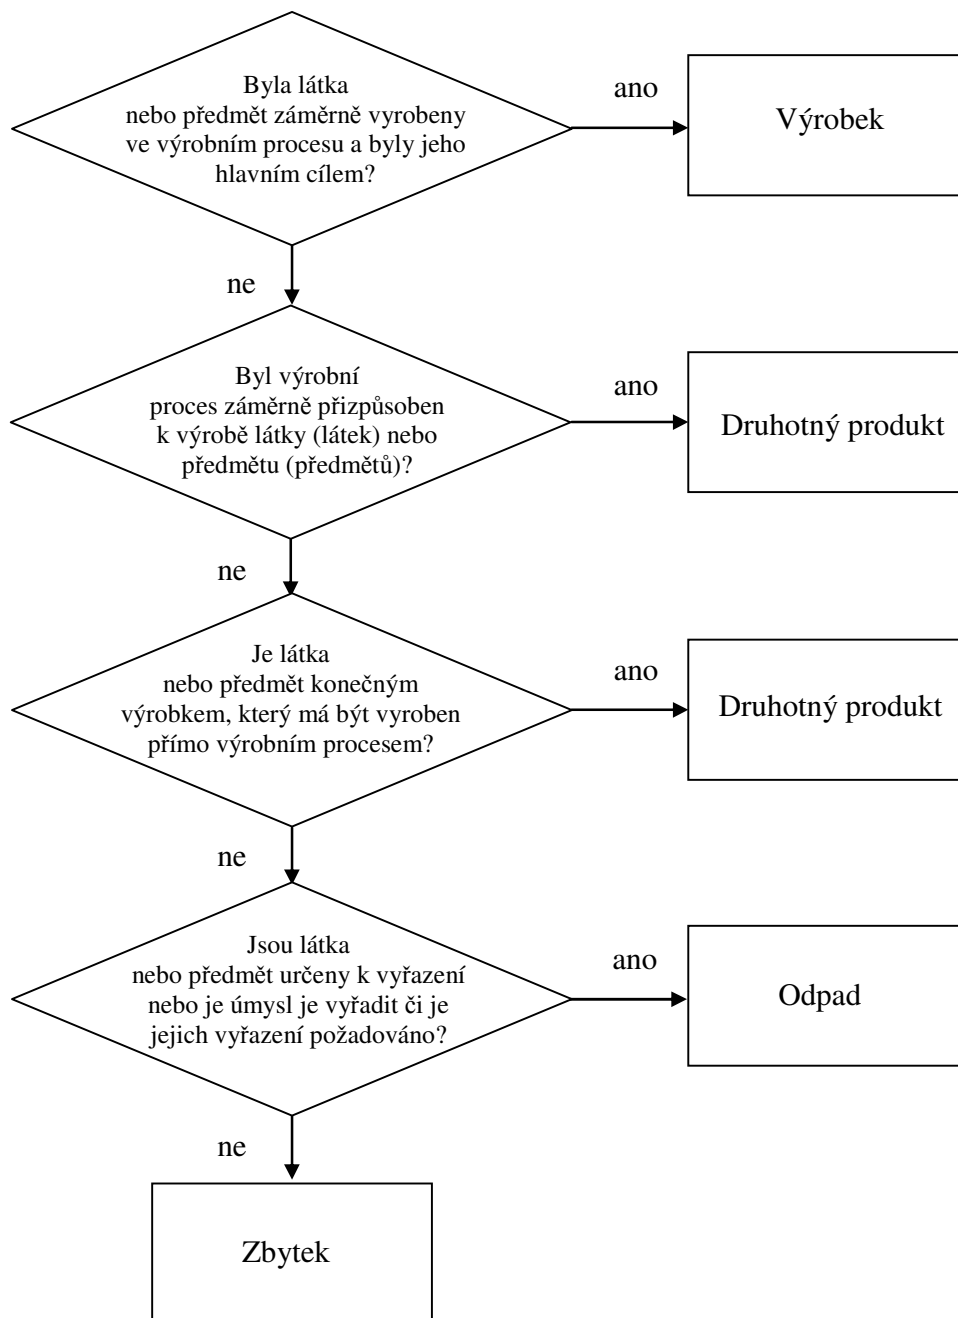 Byla látka
nebo předmět záměrně vyrobeny
ve výrobním procesu a byly jeho
hlavním cílem?
ano
Výrobek
ne
Byl výrobní
proces záměrně přizpůsoben
k výrobě látky (látek) nebo
předmětu (předmětů)?
ano
Druhotný produkt
ne
Je látka
nebo předmět konečným
výrobkem, který má být vyroben
přímo výrobním procesem?
ano
Druhotný produkt
ne
Jsou látka
nebo předmět určeny k vyřazení
nebo je úmysl je vyřadit či je
jejich vyřazení požadováno?
ano
Odpad
ne
Zbytek